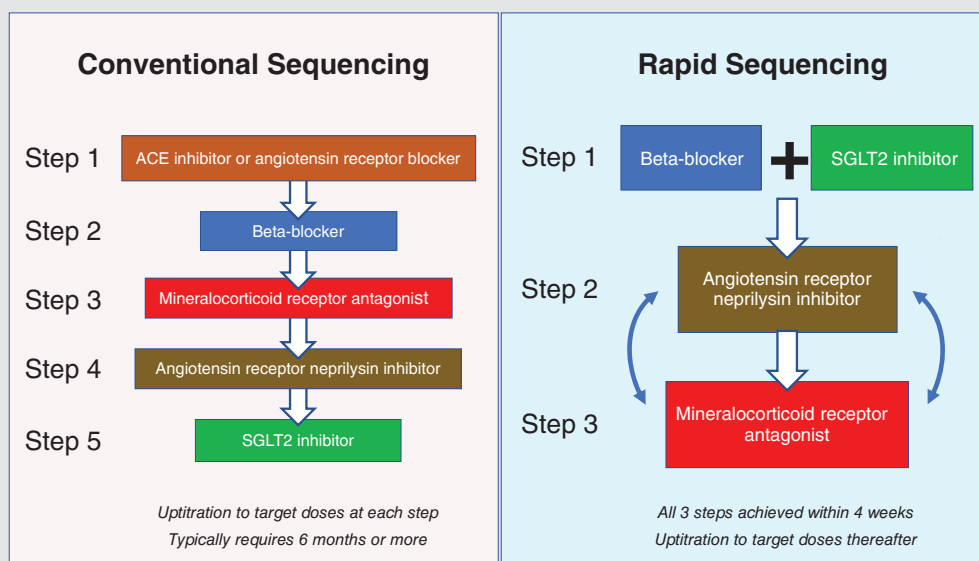 Conventional Sequencing
Step 1
ACE inhibitor or angiotensin receptor blocker
Step 2
Beta-blocker
Step 3
Mineralocorticoid receptor antagonist
Step 4
Angiotensin receptor neprilysin inhibitor
Step 5
SGLT2 inhibitor
Uptitration to target doses at each step
Typically requires 6 months or more
Rapid Sequencing
Step 1
Beta-blocker
+
SGLT2 inhibitor
Step 2
Angiotensin receptor
neprilysin inhibitor
Step 3
Mineralocorticoid receptor
antagonist
All 3 steps achieved within 4 weeks
Uptitration to target doses thereafter